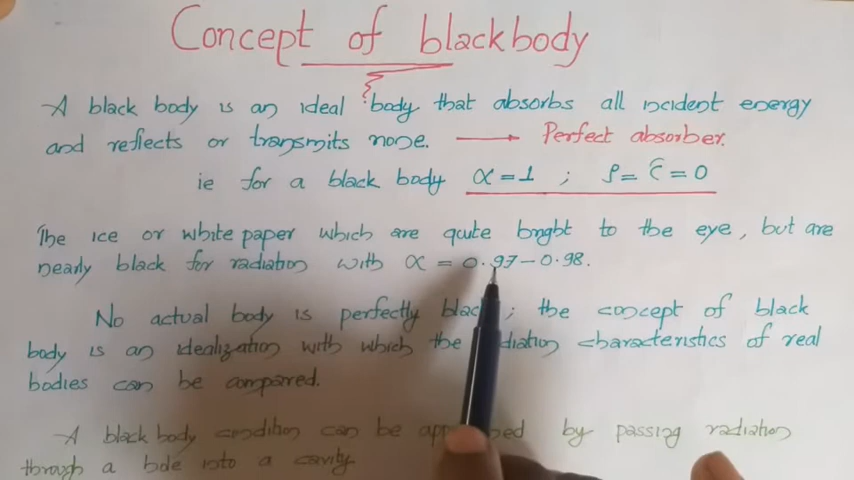 Concept of blackbody
A black body is an ideal body that absorbs all incident energy
and reflects or transmits none. → Perfect absorber.
ie for a black body α=1 ; ρ= τ = 0
The ice or white paper which are quite bright to the eye, but are
nearly black for radiation with α = 0.97-0.98.
No actual body is perfectly ; the concept of black
body is an idealization with which the characteristics of real
bodies can be compared.
A black body condition can be by passing radiation
through a hole into a cavity